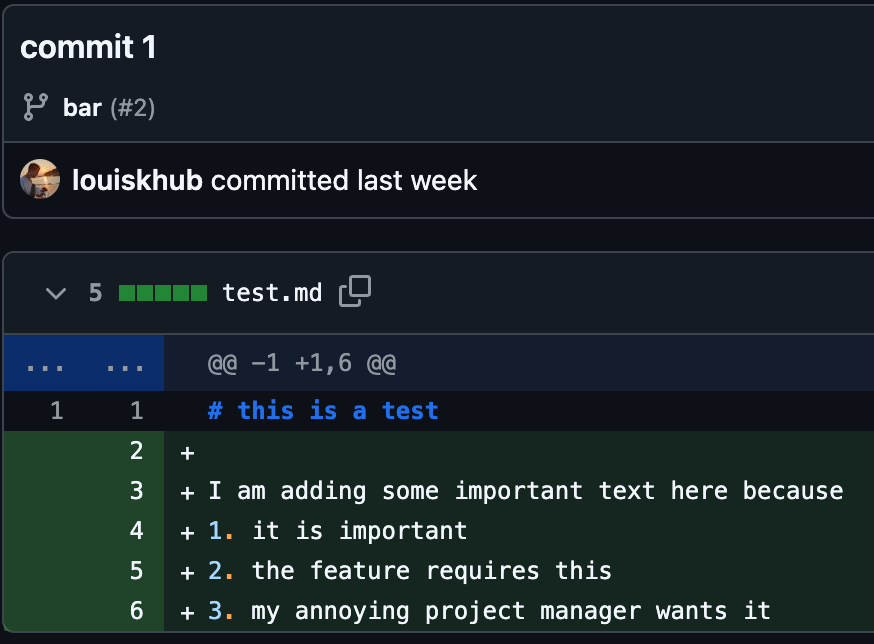 commit 1
bar (#2)
louiskhub committed last week
5 test.md
... ... @@ -1 +1,6 @@
1 1 # this is a test
2 +
3 + I am adding some important text here because
4 + 1. it is important
5 + 2. the feature requires this
6 + 3. my annoying project manager wants it